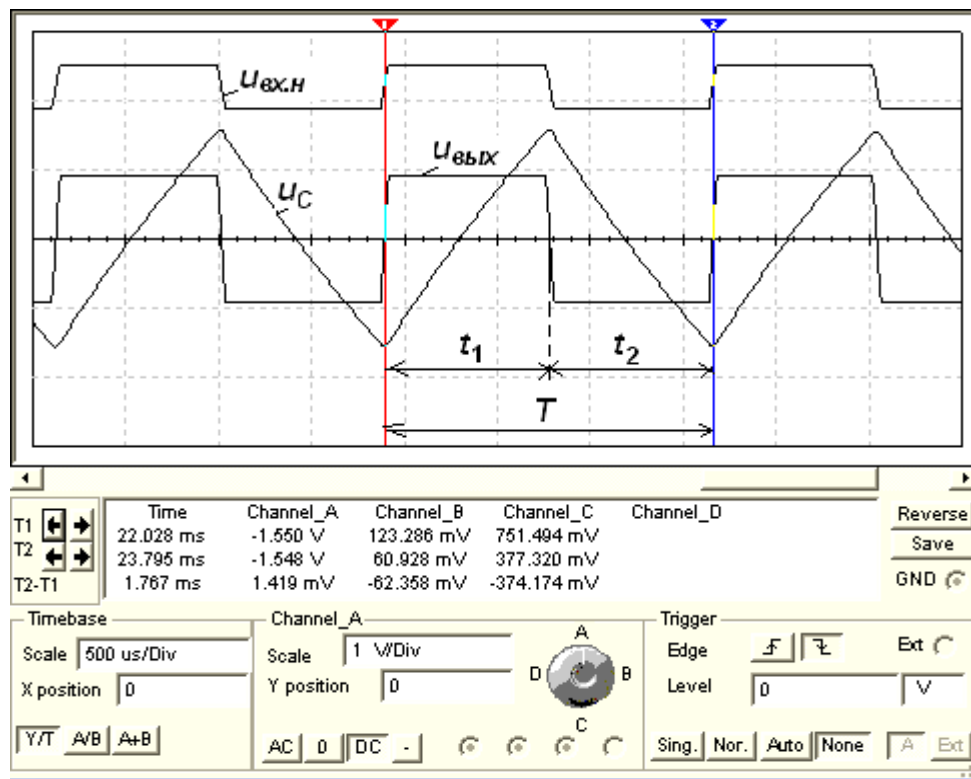 1 2
uвх.н
uвых
uC
t1 t2
T
T1
T2
T2-T1
Time Channel_A Channel_B Channel_C Channel_D
22.028 ms -1.550 V 123.286 mV 751.494 mV
23.795 ms -1.548 V 60.928 mV 377.320 mV
1.767 ms 1.419 mV -62.358 mV -374.174 mV
Reverse
Save
GND
Timebase
Scale 500 us/Div
X position 0
Y/T A/B A+B
Channel_A
Scale 1 V/Div
Y position 0
AC 0 DC -
A
D B
C
Trigger
Edge Ext
Level 0 V
Sing. Nor. Auto None A Ext